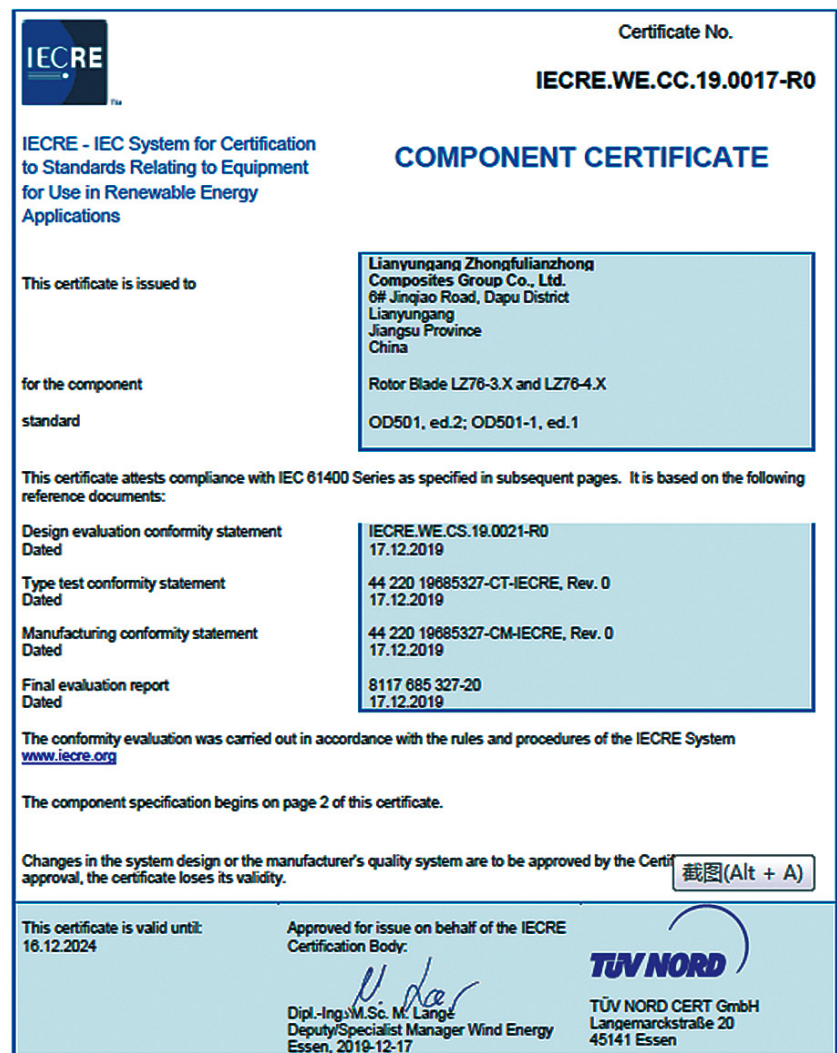 IECRE
TM
Certificate No.
IECRE.WE.CC.19.0017-R0
IECRE - IEC System for Certification
to Standards Relating to Equipment
for Use in Renewable Energy
Applications
COMPONENT CERTIFICATE
This certificate is issued to
Lianyungang Zhongfulianzhong
Composites Group Co., Ltd.
6# Jinqiao Road, Dapu District
Lianyungang
Jiangsu Province
China
for the component
Rotor Blade LZ76-3.X and LZ76-4.X
standard
OD501, ed.2; OD501-1, ed.1
This certificate attests compliance with IEC 61400 Series as specified in subsequent pages. It is based on the following
reference documents:
Design evaluation conformity statement
IECRE.WE.CS.19.0021-R0
Dated
17.12.2019
Type test conformity statement
44 220 19685327-CT-IECRE, Rev. 0
Dated
17.12.2019
Manufacturing conformity statement
44 220 19685327-CM-IECRE, Rev. 0
Dated
17.12.2019
Final evaluation report
8117 685 327-20
Dated
17.12.2019
The conformity evaluation was carried out in accordance with the rules and procedures of the IECRE System
www.iecre.org
The component specification begins on page 2 of this certificate.
Changes in the system design or the manufacturer's quality system are to be approved by the
approval, the certificate loses its validity.
截图(Alt + A)
This certificate is valid until:
16.12.2024
Approved for issue on behalf of the IECRE
Certification Body:
Dipl.-Ing. M.Sc. M. Lange
Deputy/Specialist Manager Wind Energy
Essen, 2019-12-17
TÜV NORD
TÜV NORD CERT GmbH
Langemarckstraße 20
45141 Essen